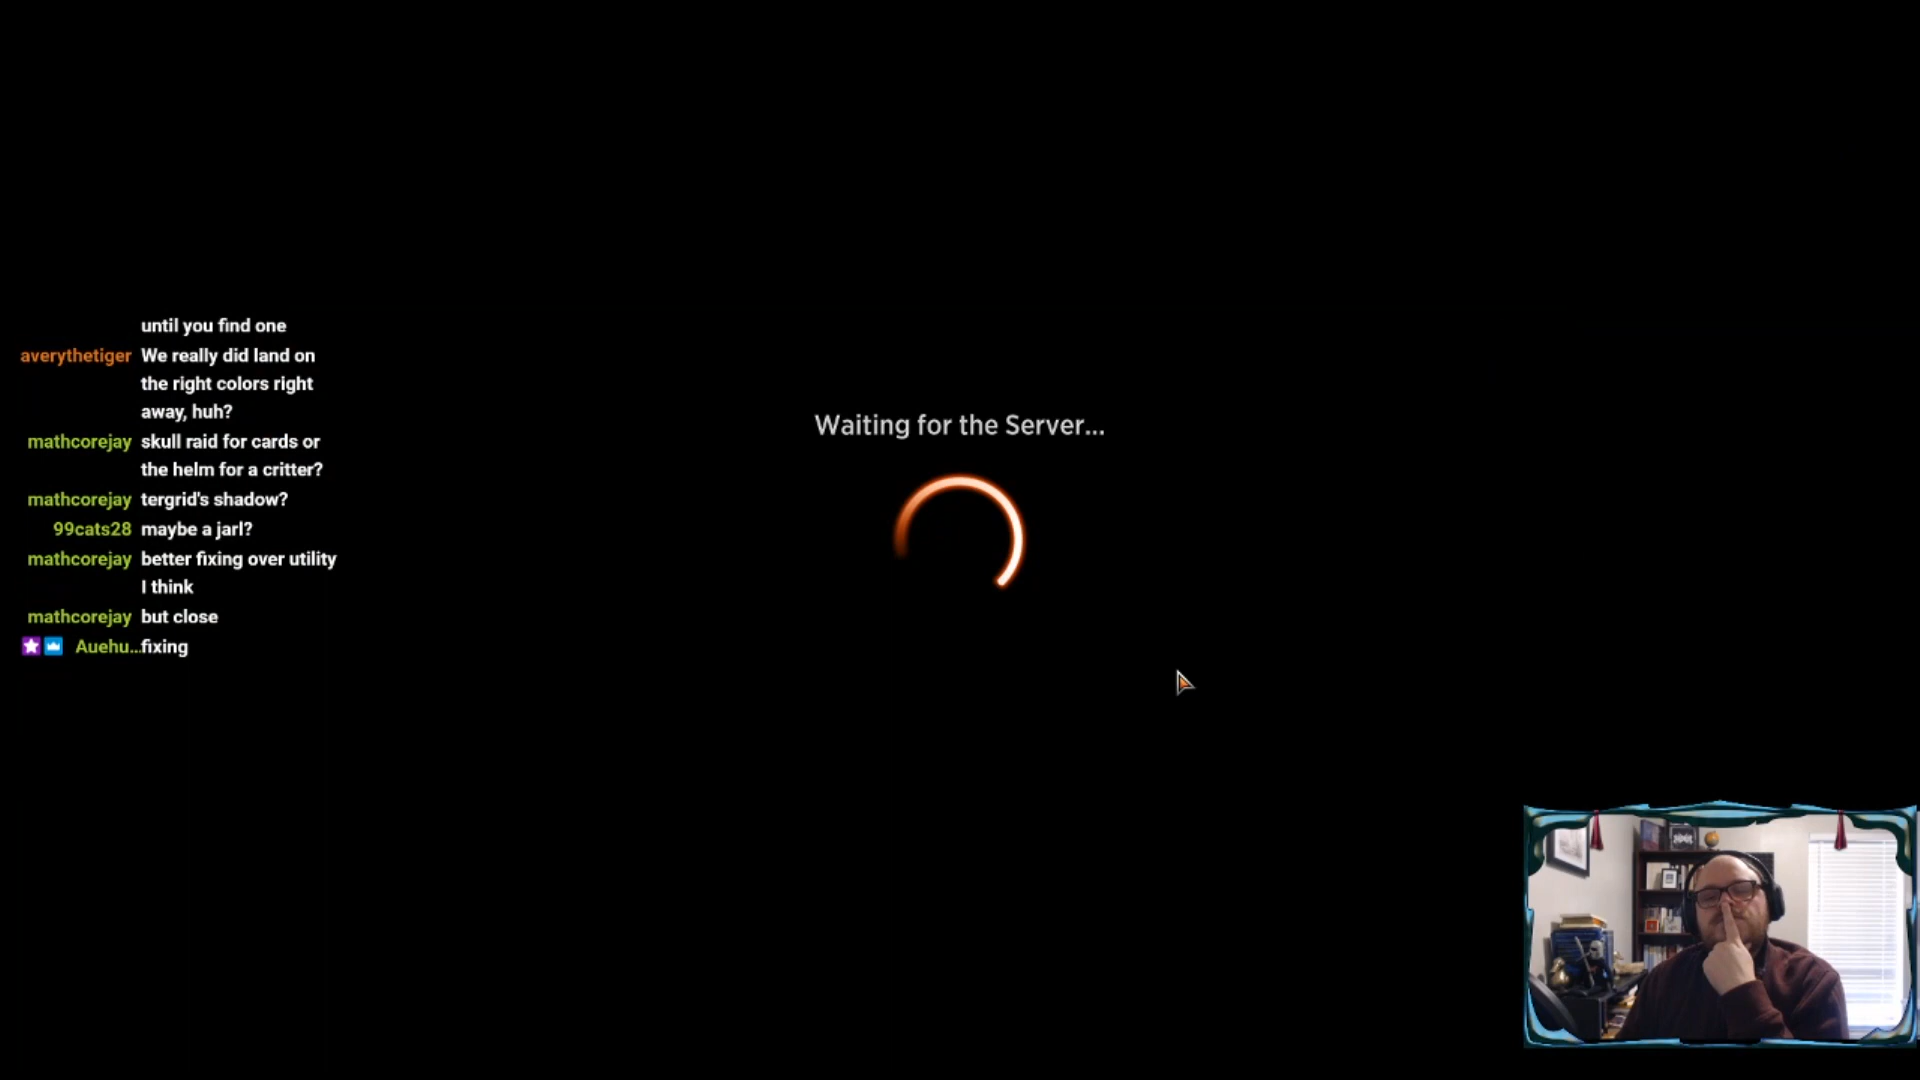 until you find one
averythetiger We really did land on
the right colors right
away, huh?
mathcorejay skull raid for cards or
the helm for a critter?
mathcorejay tergrid's shadow?
99cats28 maybe a jarl?
mathcorejay better fixing over utility
I think
mathcorejay but close
Auehu...fixing
Waiting for the Server...